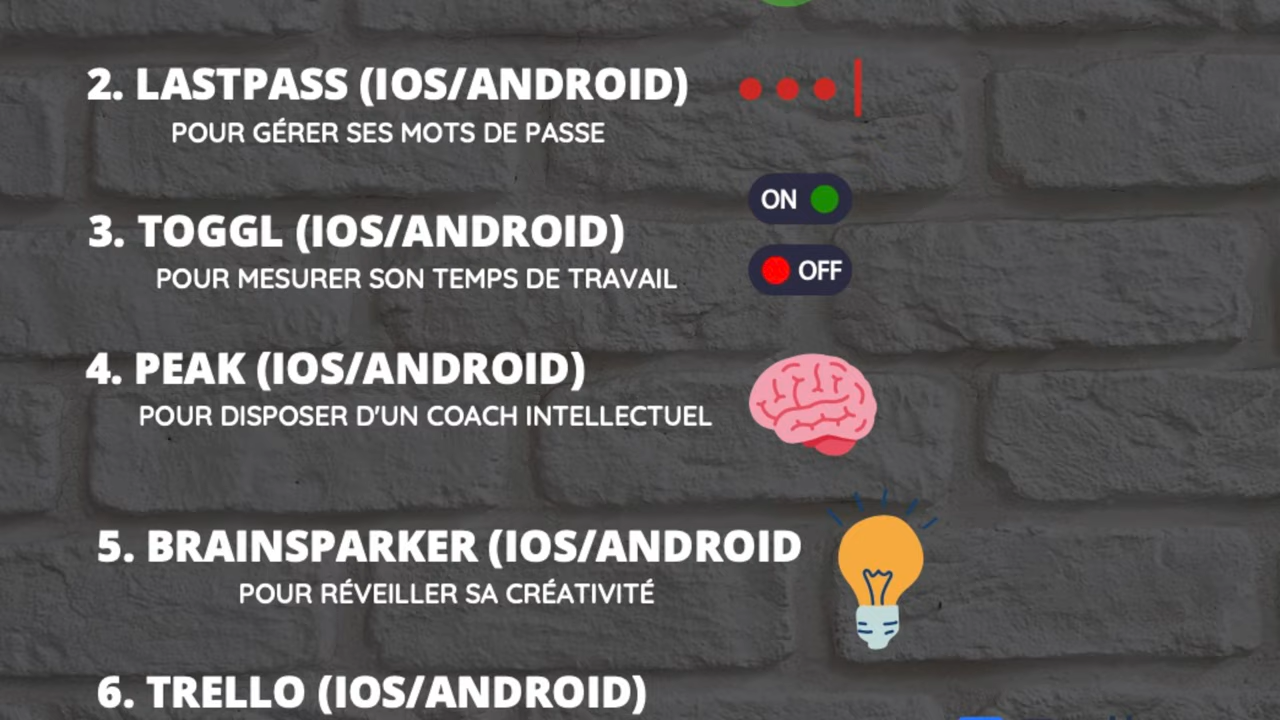 2. LASTPASS (IOS/ANDROID)
POUR GÉRER SES MOTS DE PASSE
ON
3. TOGGL (IOS/ANDROID)
OFF
POUR MESURER SON TEMPS DE TRAVAIL
4. PEAK (IOS/ANDROID)
POUR DISPOSER D'UN COACH INTELLECTUEL
5. BRAINSPARKER (IOS/ANDROID
POUR RÉVEILLER SA CRÉATIVITÉ
6. TRELLO (IOS/ANDROID)